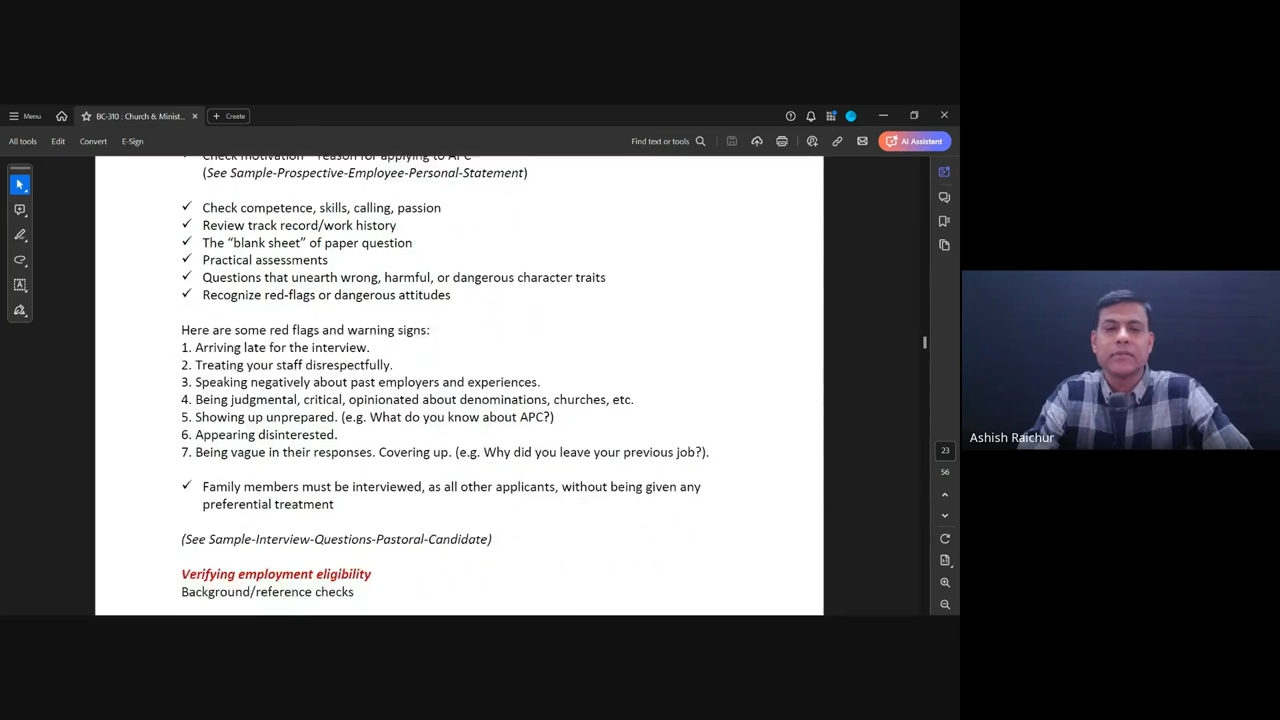 Menu
BC-310 : Church & Minist...
Create
All tools
Edit
Convert
E-Sign
Find text or tools
AI Assistant
Check motivation – reason for applying to APC
(See Sample-Prospective-Employee-Personal-Statement)
✓ Check competence, skills, calling, passion
✓ Review track record/work history
✓ The “blank sheet” of paper question
✓ Practical assessments
✓ Questions that unearth wrong, harmful, or dangerous character traits
✓ Recognize red-flags or dangerous attitudes
Here are some red flags and warning signs:
1. Arriving late for the interview.
2. Treating your staff disrespectfully.
3. Speaking negatively about past employers and experiences.
4. Being judgmental, critical, opinionated about denominations, churches, etc.
5. Showing up unprepared. (e.g. What do you know about APC?)
6. Appearing disinterested.
7. Being vague in their responses. Covering up. (e.g. Why did you leave your previous job?).
✓ Family members must be interviewed, as all other applicants, without being given any
preferential treatment
(See Sample-Interview-Questions-Pastoral-Candidate)
Verifying employment eligibility
Background/reference checks
23
56
Ashish Raichur